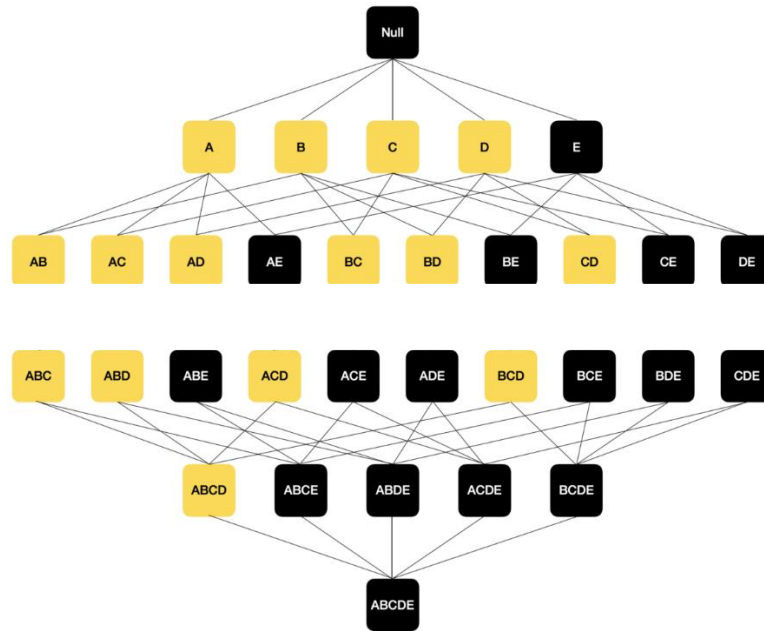 Null
A B C D E
AB AC AD AE BC BD BE CD CE DE
ABC ABD ABE ACD ACE ADE BCD BCE BDE CDE
ABCD ABCE ABDE ACDE BCDE
ABCDE